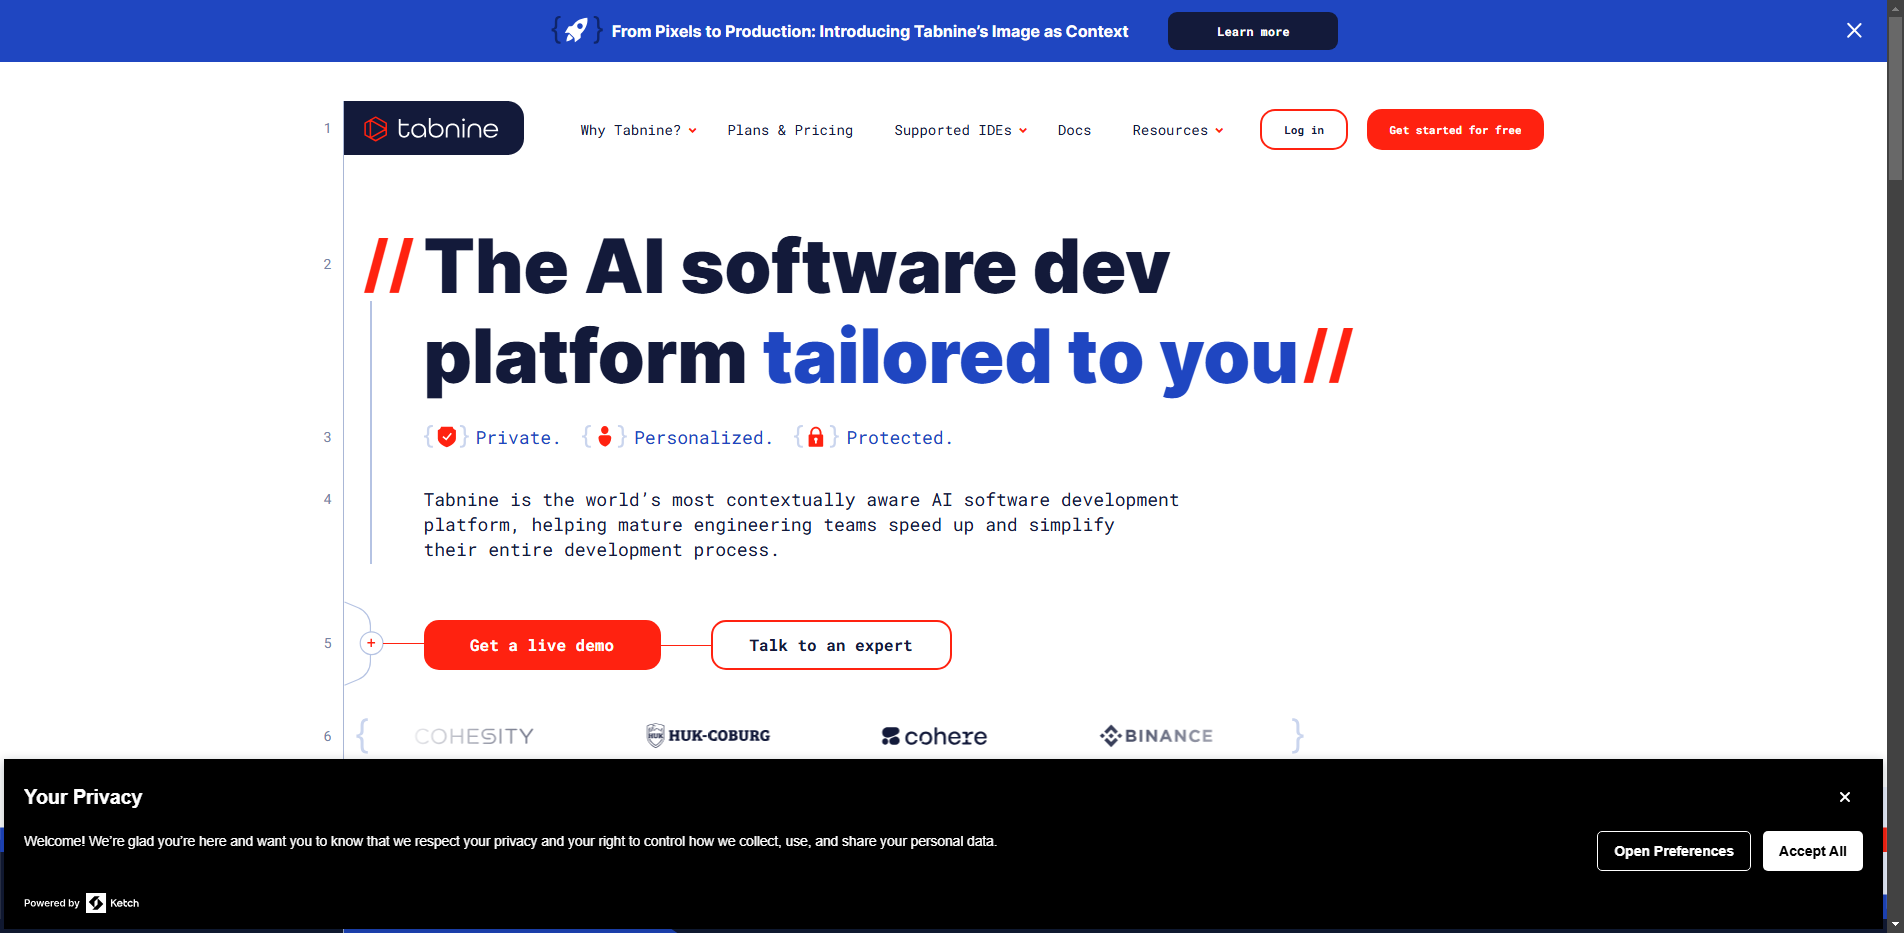 From Pixels to Production: Introducing Tabnine's Image as Context
Learn more
1
tabnine
Why Tabnine?
Plans & Pricing
Supported IDEs
Docs
Resources
Log in
Get started for free
2
// The AI software dev
platform tailored to you//
3
{ } Private. { } Personalized. { } Protected.
4
Tabnine is the world’s most contextually aware AI software development
platform, helping mature engineering teams speed up and simplify
their entire development process.
5
+
Get a live demo
Talk to an expert
6
{ COHESITY HUK HUK-COBURG cohere BINANCE }
Your Privacy
Welcome! We’re glad you’re here and want you to know that we respect your privacy and your right to control how we collect, use, and share your personal data.
Open Preferences
Accept All
Powered by Ketch